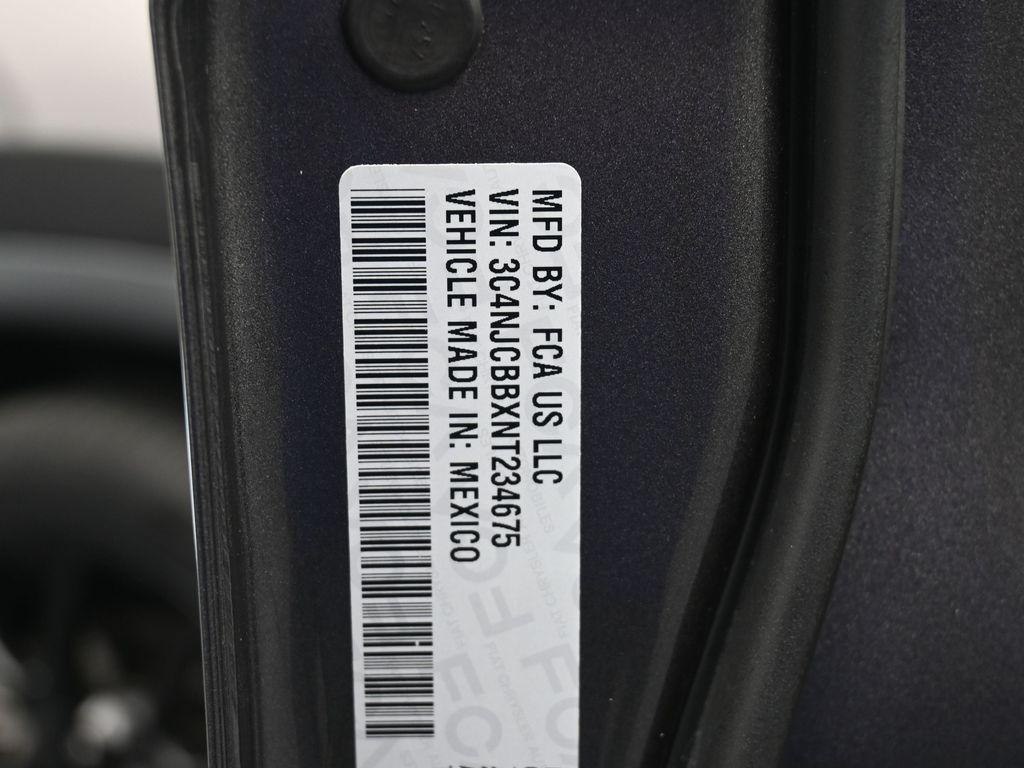 MFD BY: FCA US LLC
VIN: 3C4NJCBBXNT234675
VEHICLE MADE IN: MEXICO